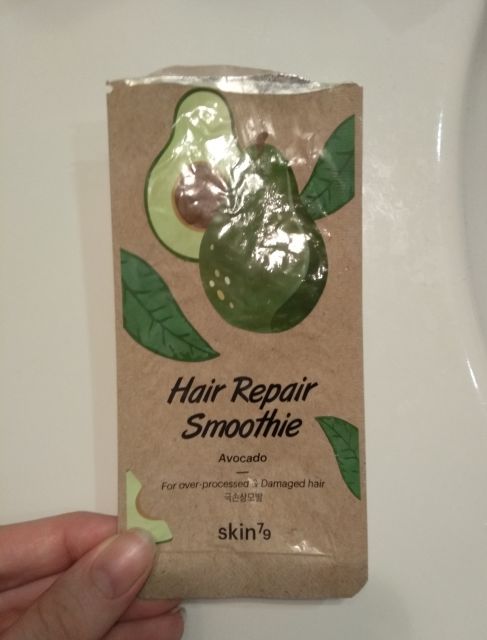 Hair Repair
Smoothie
Avocado
For over-processed & Damaged hair
극손상모발
skin79